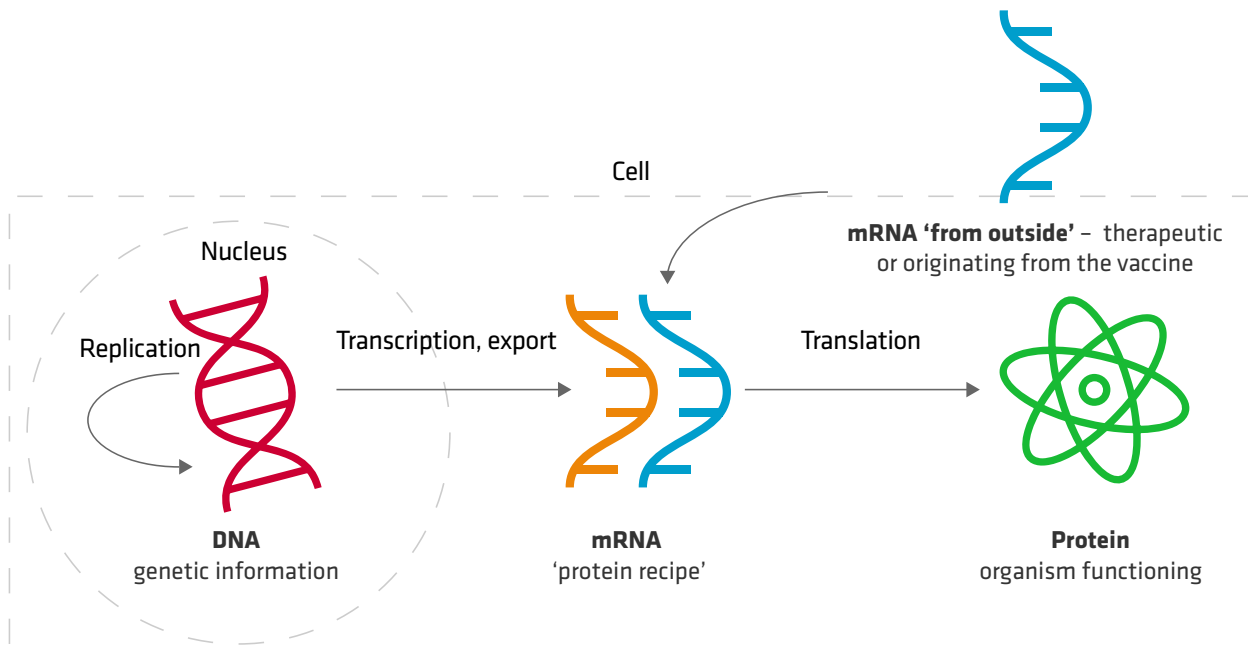 Cell
mRNA ‘from outside’ – therapeutic
or originating from the vaccine
Nucleus
Replication
Transcription, export
Translation
DNA
genetic information
mRNA
‘protein recipe’
Protein
organism functioning